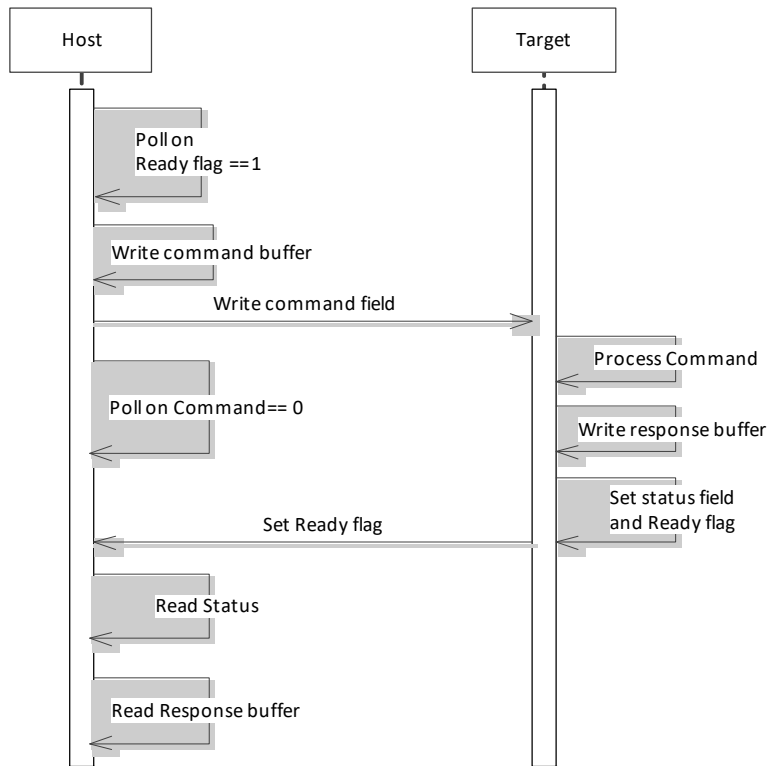 Host
Target
Poll on
Ready flag ==1
Write command buffer
Write command field
Process Command
Poll on Command== 0
Write response buffer
Set status field
and Ready flag
Set Ready flag
Read Status
Read Response buffer